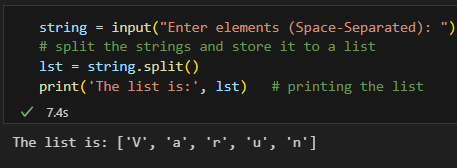 string = input("Enter elements (Space-Separated): ")
# split the strings and store it to a list
lst = string.split()
print('The list is:', lst)   # printing the list
7.4s
The list is: ['V', 'a', 'r', 'u', 'n']